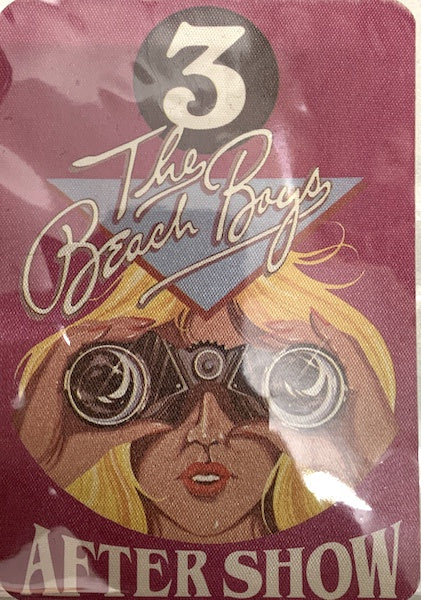 3
The
Beach Boys
AFTER SHOW